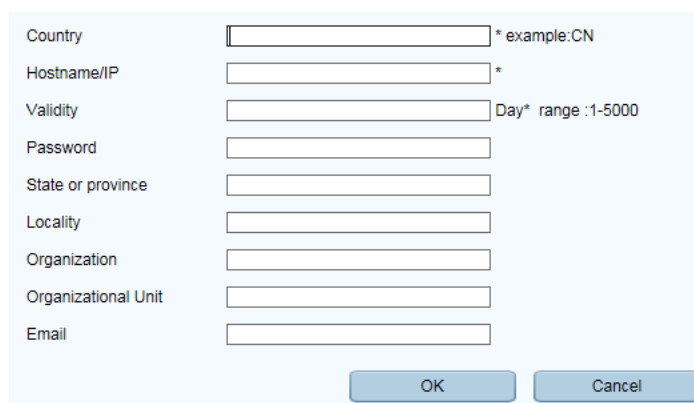 Country * example:CN
Hostname/IP *
Validity Day* range :1-5000
Password
State or province
Locality
Organization
Organizational Unit
Email
OK Cancel